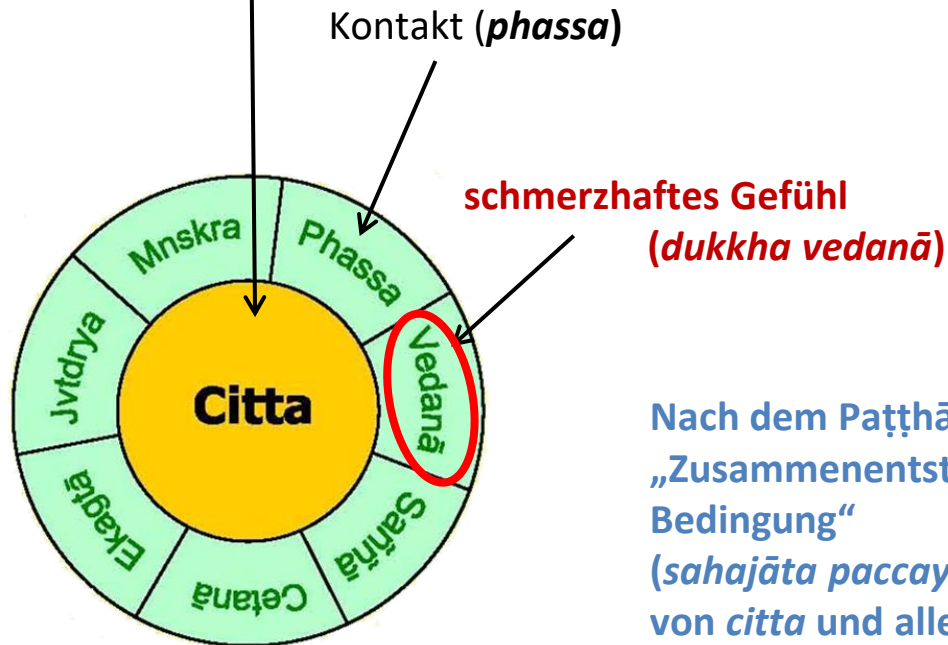 Kontakt (phassa)
schmerzhaftes Gefühl
(dukkha vedanā)
Mnskra
Phassa
Jvtdrya
Citta
Vedanā
Ekagtā
Cetanā
Sañña
Nach dem Paṭṭhā
„Zusammenentst
Bedingung“
(sahajāta paccay
von citta und alle